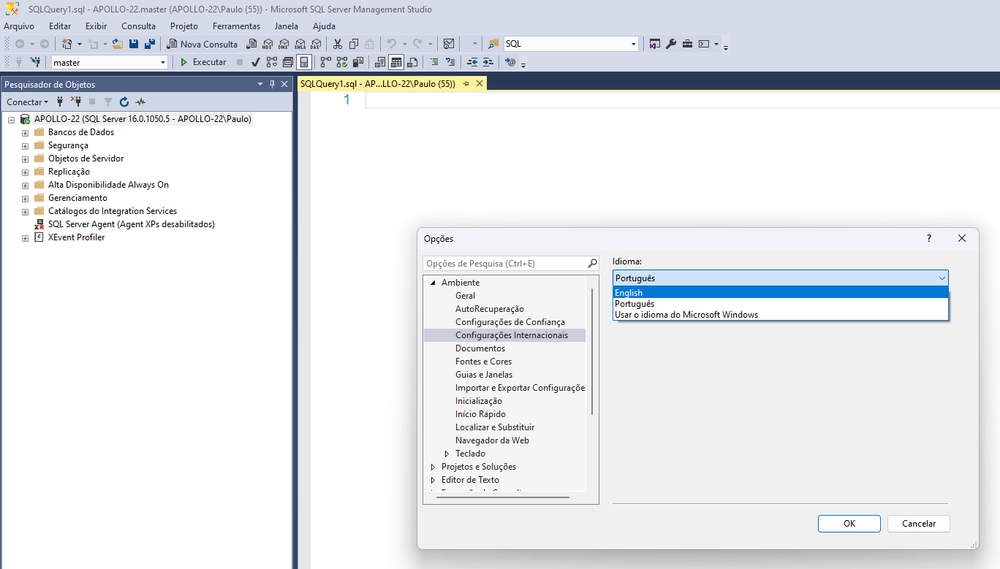 SQLQuery1.sql - APOLLO-22.master (APOLLO-22\Paulo (55)) - Microsoft SQL Server Management Studio
Arquivo Editar Exibir Consulta Projeto Ferramentas Janela Ajuda
Nova Consulta MDX DMX XMLA DAX SQL
master Executar
Pesquisador de Objetos
Conectar
APOLLO-22 (SQL Server 16.0.1050.5 - APOLLO-22\Paulo)
Bancos de Dados
Segurança
Objetos de Servidor
Replicação
Alta Disponibilidade Always On
Gerenciamento
Catálogos do Integration Services
SQL Server Agent (Agent XPs desabilitados)
XEvent Profiler
SQLQuery1.sql - AP...LLO-22\Paulo (55))
1
Opções
?
Opções de Pesquisa (Ctrl+E)
Ambiente
Geral
AutoRecuperação
Configurações de Confiança
Configurações Internacionais
Documentos
Fontes e Cores
Guias e Janelas
Importar e Exportar Configurações
Inicialização
Início Rápido
Localizar e Substituir
Navegador da Web
Teclado
Projetos e Soluções
Editor de Texto
Idioma:
Português
English
Português
Usar o idioma do Microsoft Windows
OK
Cancelar